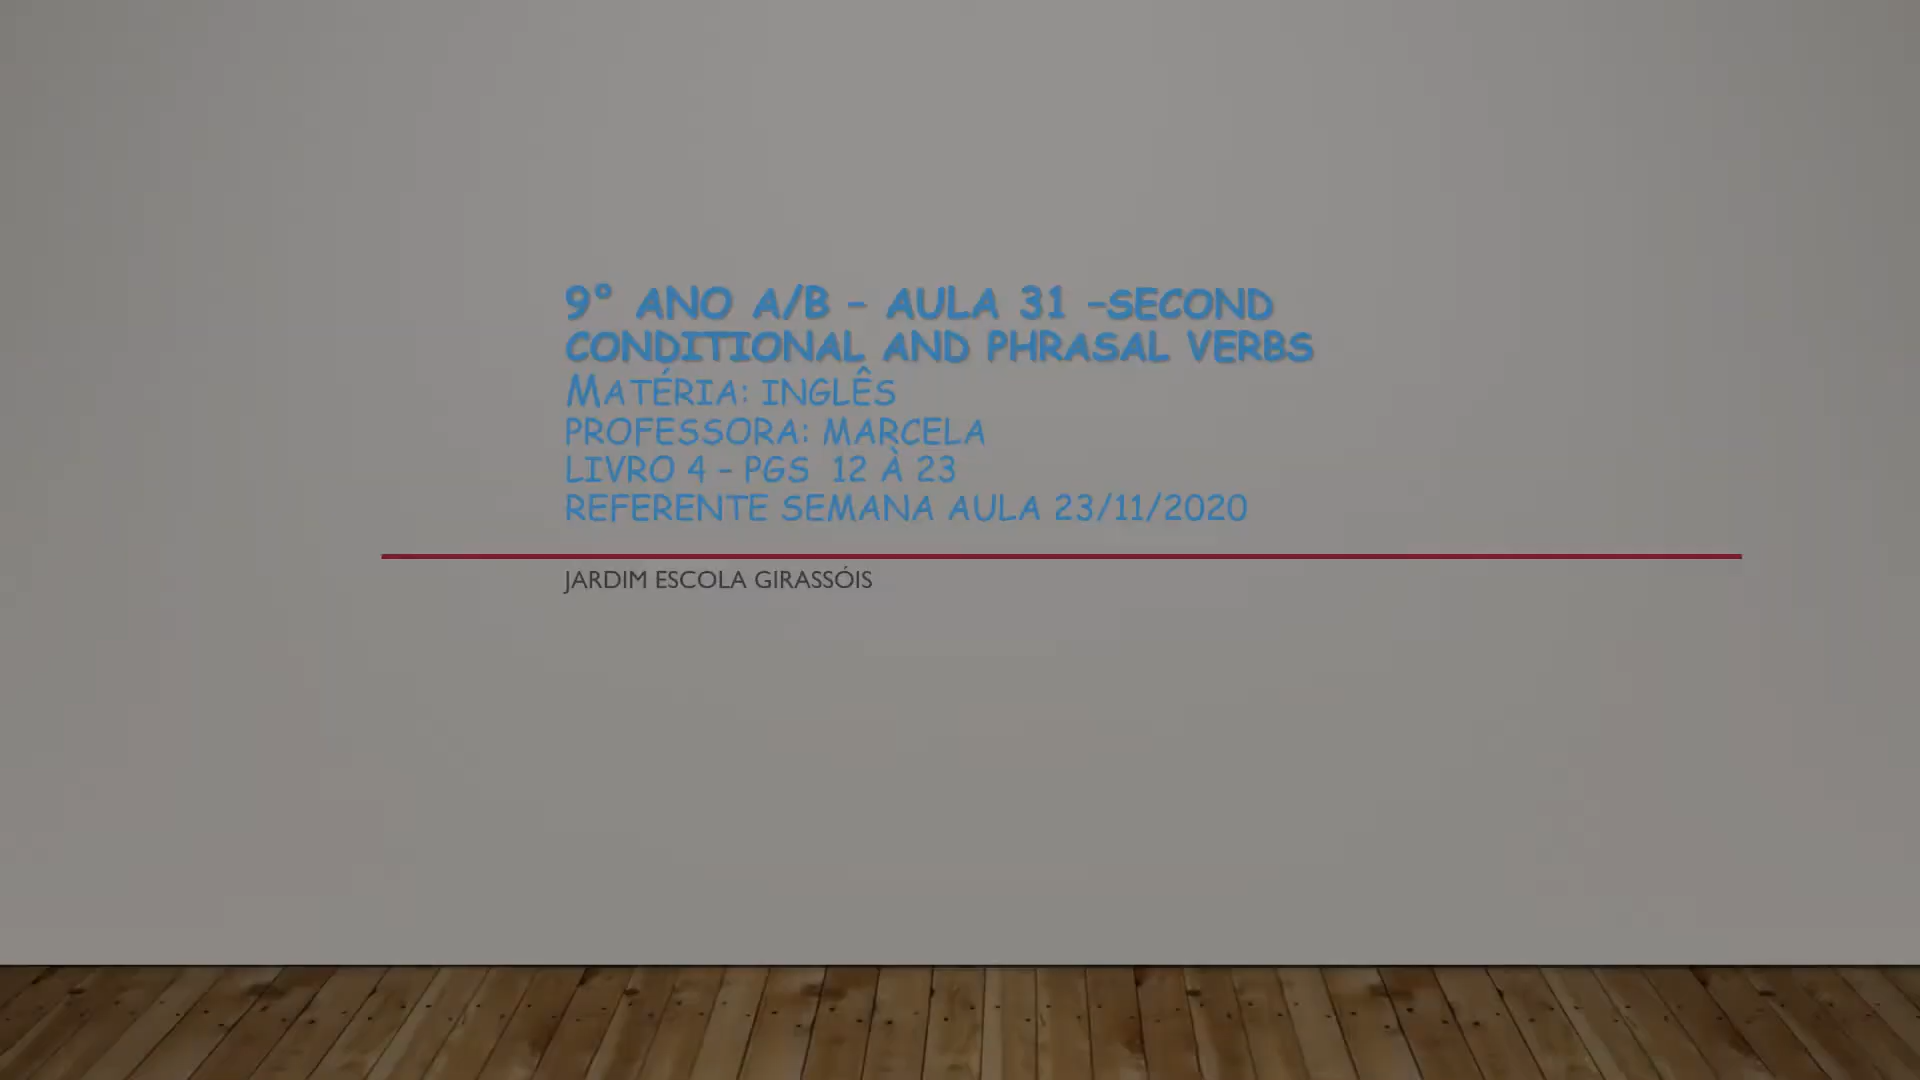 9° ANO A/B – AULA 31 –SECOND
CONDITIONAL AND PHRASAL VERBS
MATÉRIA: INGLÊS
PROFESSORA: MARCELA
LIVRO 4 – PGS 12 À 23
REFERENTE SEMANA AULA 23/11/2020
JARDIM ESCOLA GIRASSÓIS